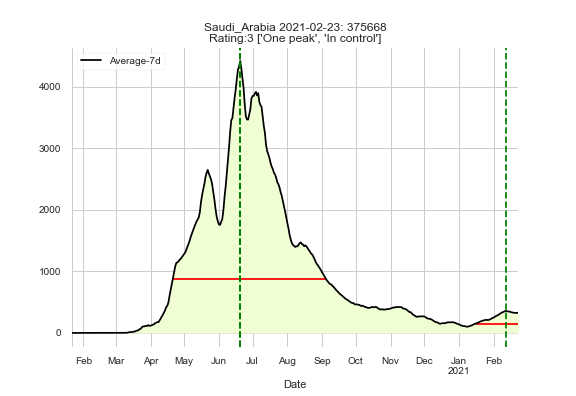 Saudi_Arabia 2021-02-23: 375668
Rating:3 ['One peak', 'In control']
Average-7d
4000
3000
2000
1000
0
Feb Mar Apr May Jun Jul Aug Sep Oct Nov Dec Jan Feb
2021
Date